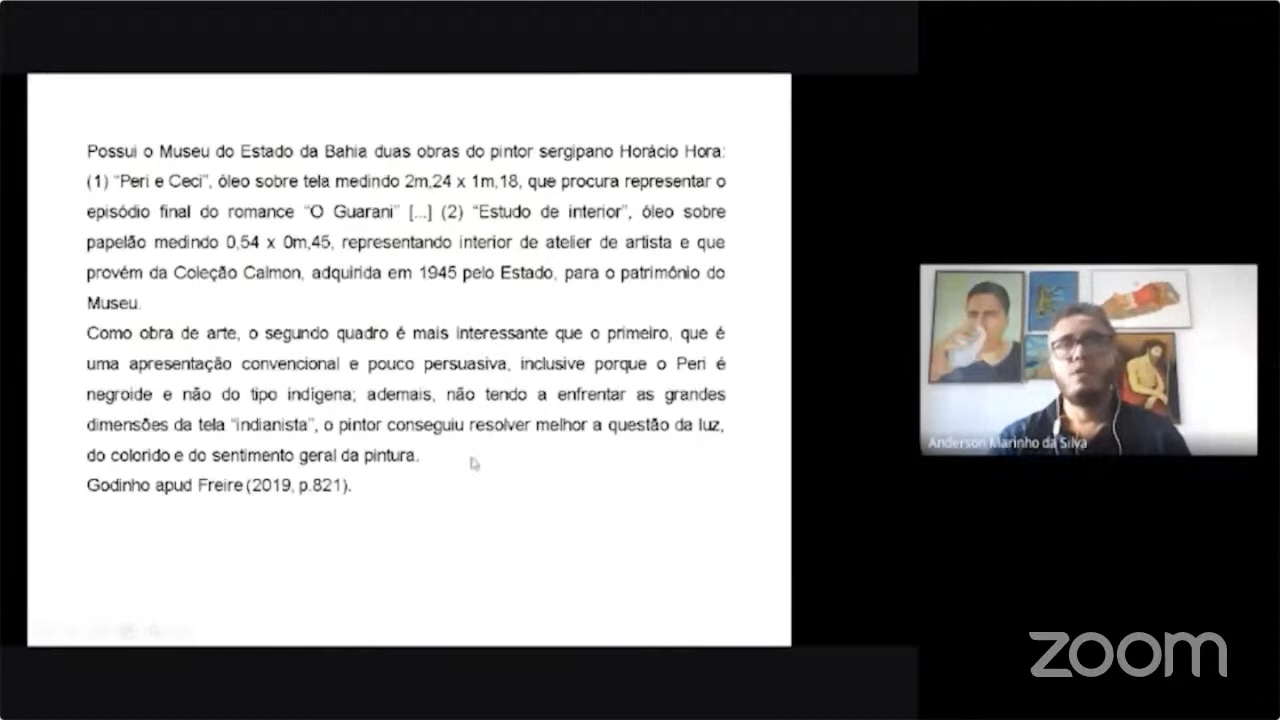 Possui o Museu do Estado da Bahia duas obras do pintor sergipano Horácio Hora:
(1) “Peri e Ceci”, óleo sobre tela medindo 2m,24 x 1m,18, que procura representar o
episódio final do romance “O Guarani” [...] (2) “Estudo de interior”, óleo sobre
papelão medindo 0,54 x 0m,45, representando interior de atelier de artista e que
provém da Coleção Calmon, adquirida em 1945 pelo Estado, para o patrimônio do
Museu.
Como obra de arte, o segundo quadro é mais interessante que o primeiro, que é
uma apresentação convencional e pouco persuasiva, inclusive porque o Peri é
negroide e não do tipo indígena; ademais, não tendo a enfrentar as grandes
dimensões da tela “indianista”, o pintor conseguiu resolver melhor a questão da luz,
do colorido e do sentimento geral da pintura.
Godinho apud Freire (2019, p.821).
Anderson Marinho da Silva
zoom